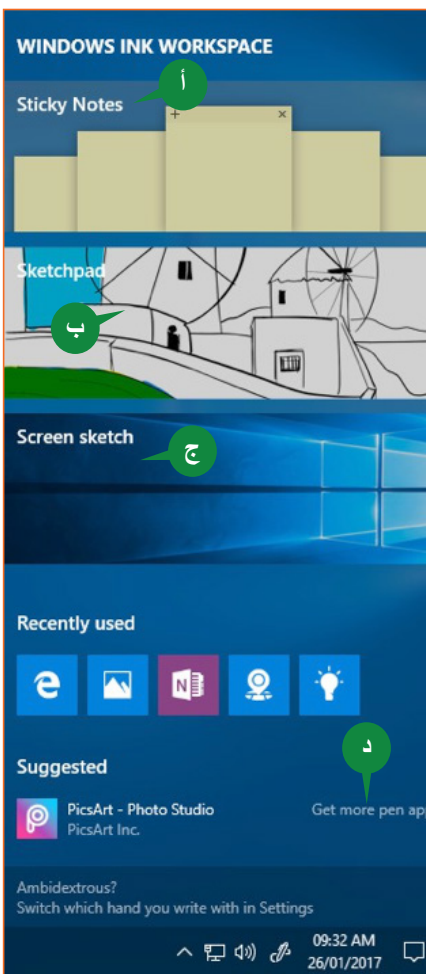 WINDOWS INK WORKSPACE
Sticky Notes
أ
Sketchpad
ب
Screen sketch
ج
Recently used
N
د
Suggested
PicsArt - Photo Studio
Get more pen app
PicsArt Inc.
Ambidextrous?
Switch which hand you write with in Settings
09:32 AM
26/01/2017